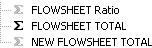 Σ FLOWSHEET Ratio
Σ FLOWSHEET TOTAL
Σ NEW FLOWSHEET TOTAL